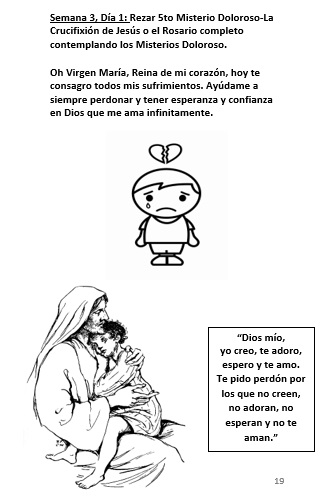 Semana 3, Día 1: Rezar 5to Misterio Doloroso-La
Crucifixión de Jesús o el Rosario completo
contemplando los Misterios Doloroso.
Oh Virgen María, Reina de mi corazón, hoy te
consagro todos mis sufrimientos. Ayúdame a
siempre perdonar y tener esperanza y confianza
en Dios que me ama infinitamente.
“Dios mío,
yo creo, te adoro,
espero y te amo.
Te pido perdón por
los que no creen,
no adoran, no
esperan y no te
aman.”
19